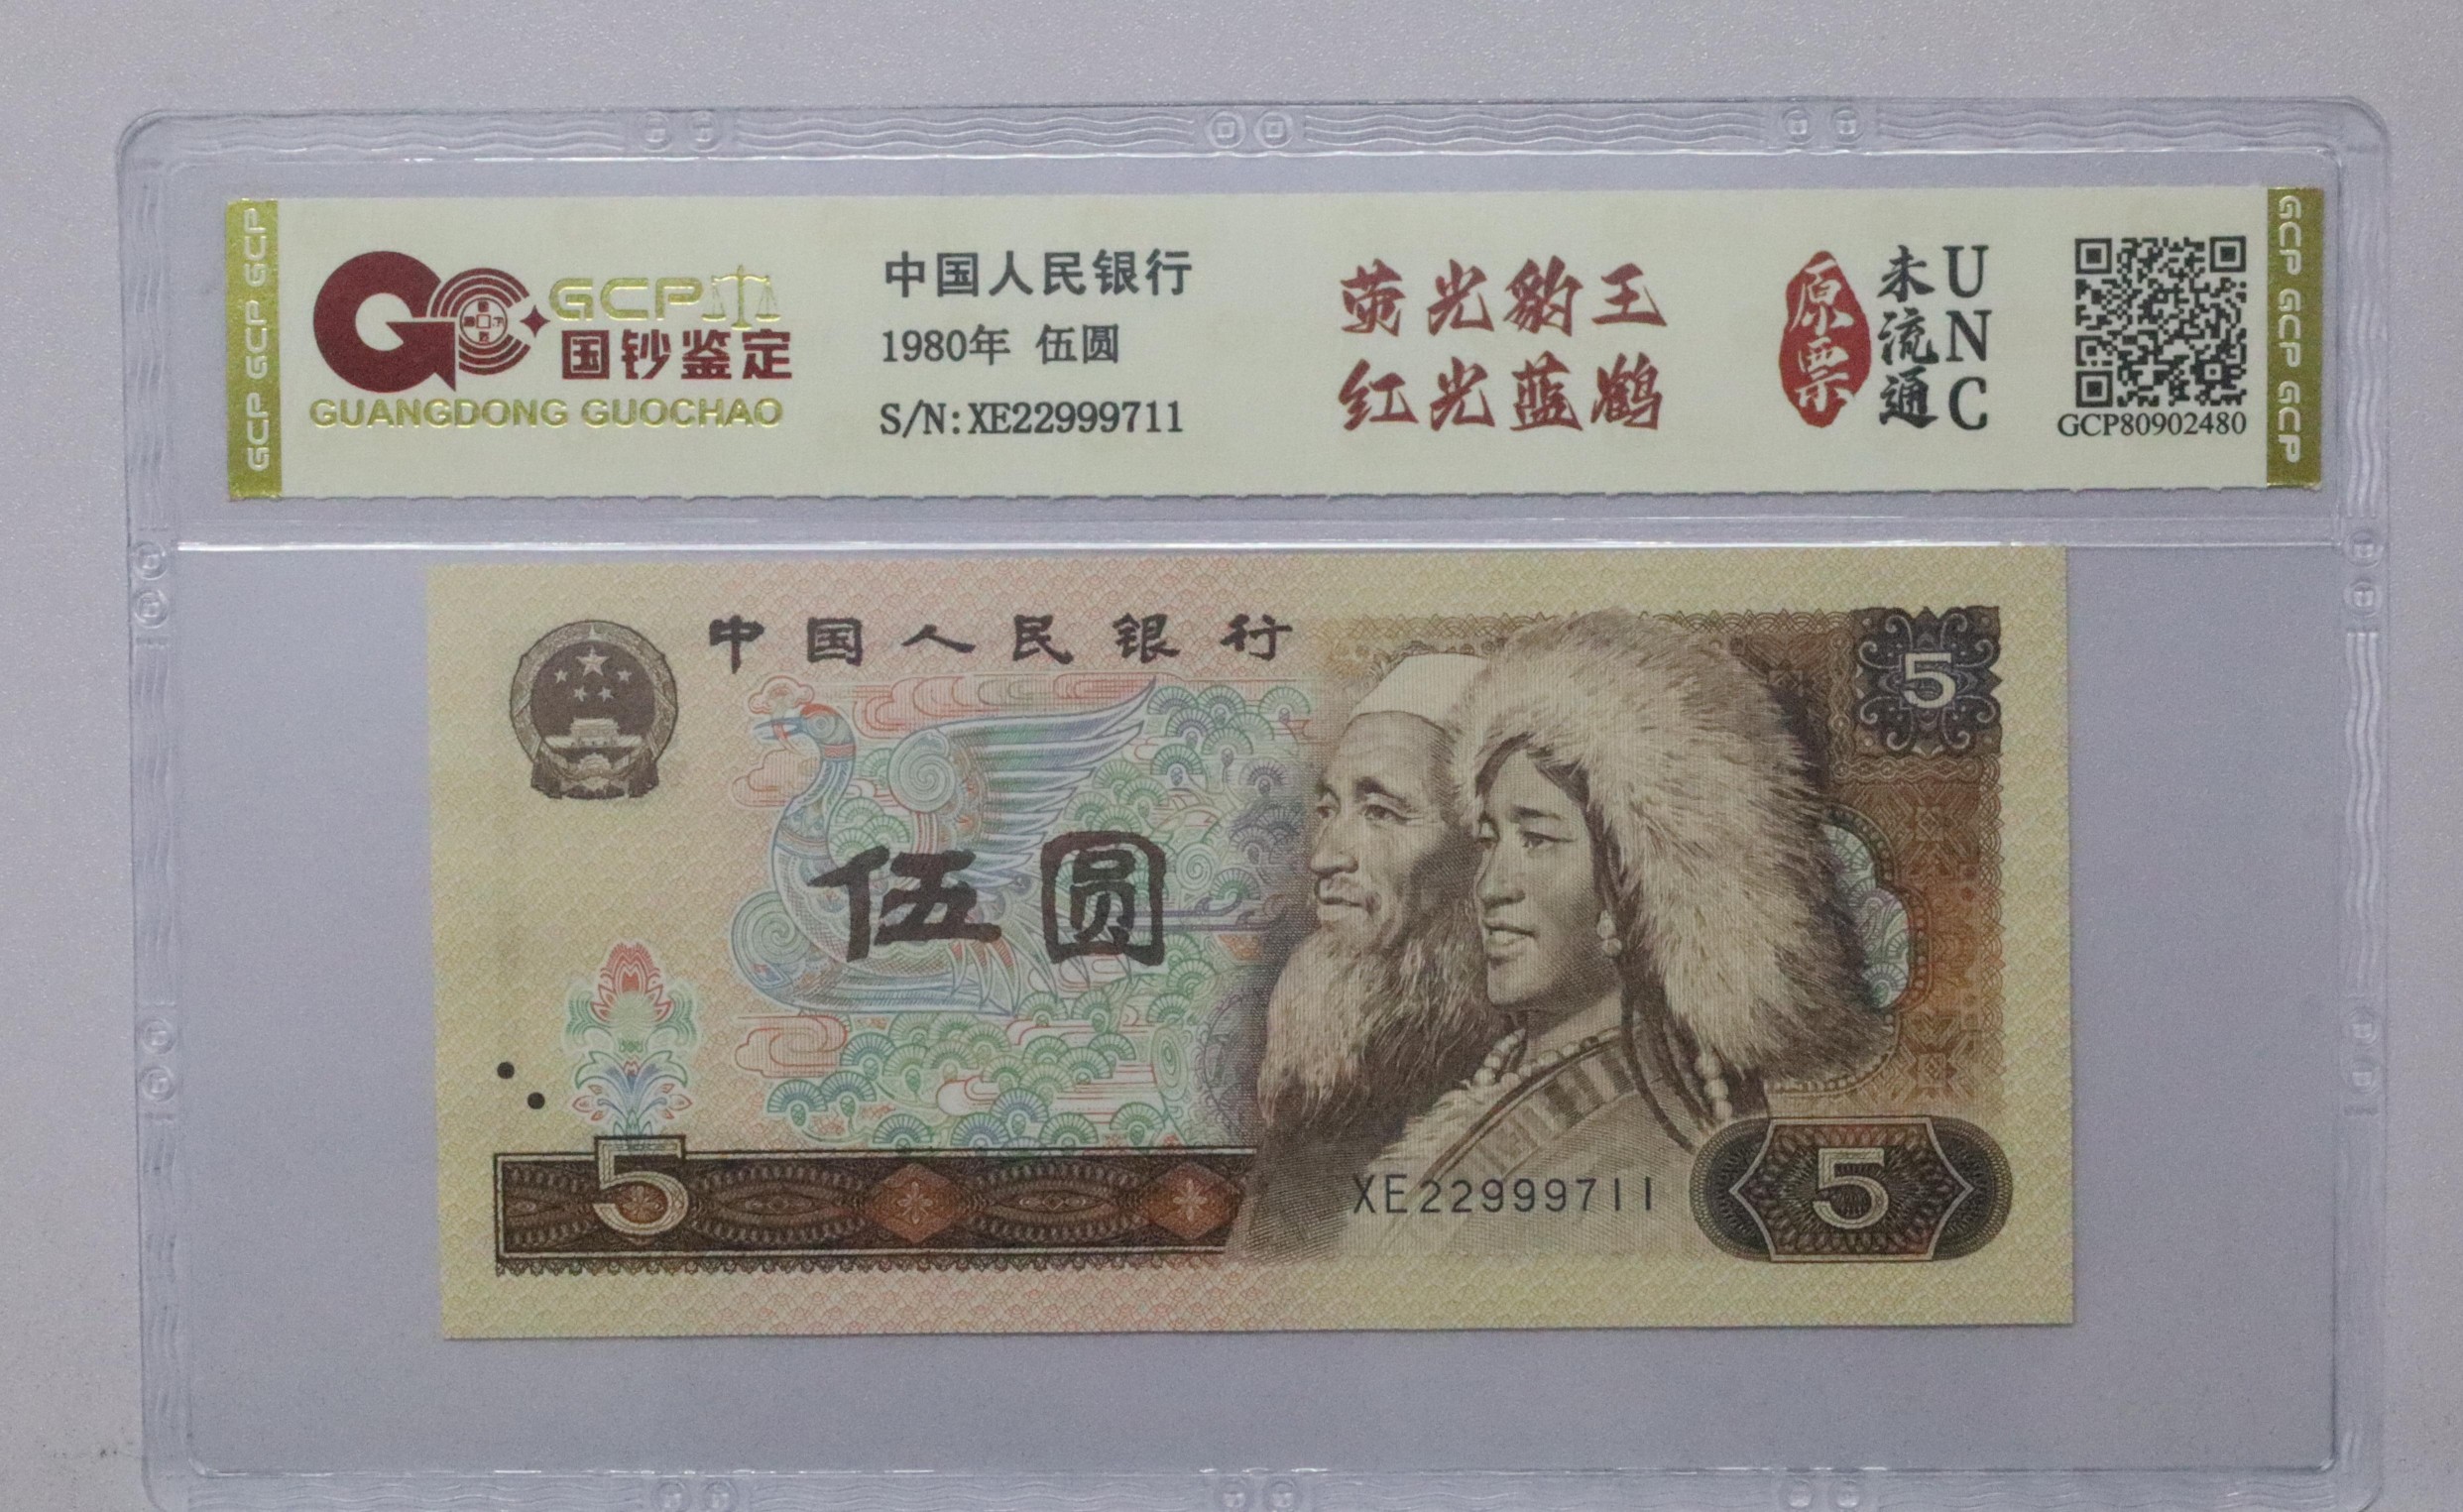 GCP GCP GCP
GCP
国钞鉴定
GUANGDONG GUOCHAO
中国人民银行
1980年 伍圆
S/N:XE22999711
荧光豹王
红光蓝鹤
原票
未流通
UNC
GCP80902480
GCP GCP GCP
中国人民银行
5
伍圆
5
XE22999711
5